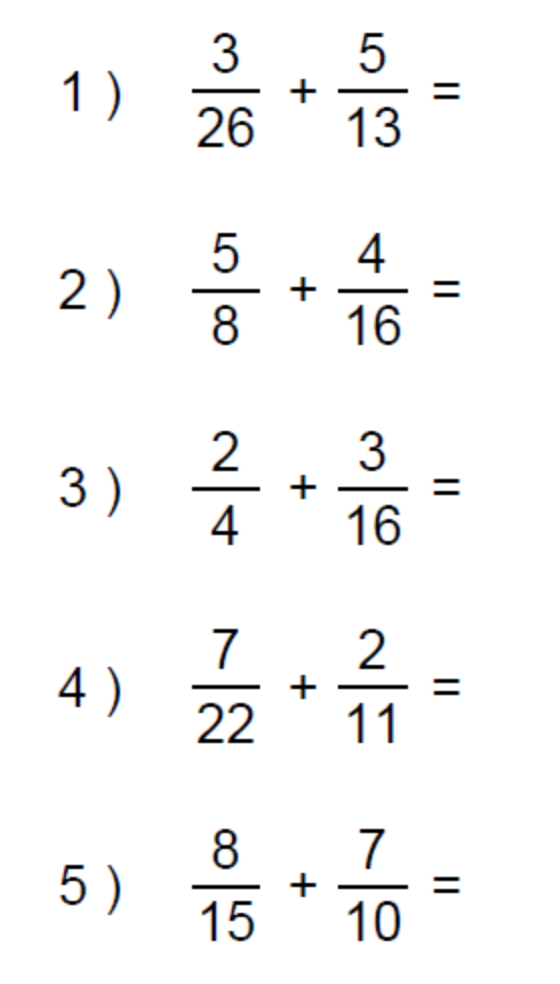 1 ) 3/26 + 5/13 =
2 ) 5/8 + 4/16 =
3 ) 2/4 + 3/16 =
4 ) 7/22 + 2/11 =
5 ) 8/15 + 7/10 =